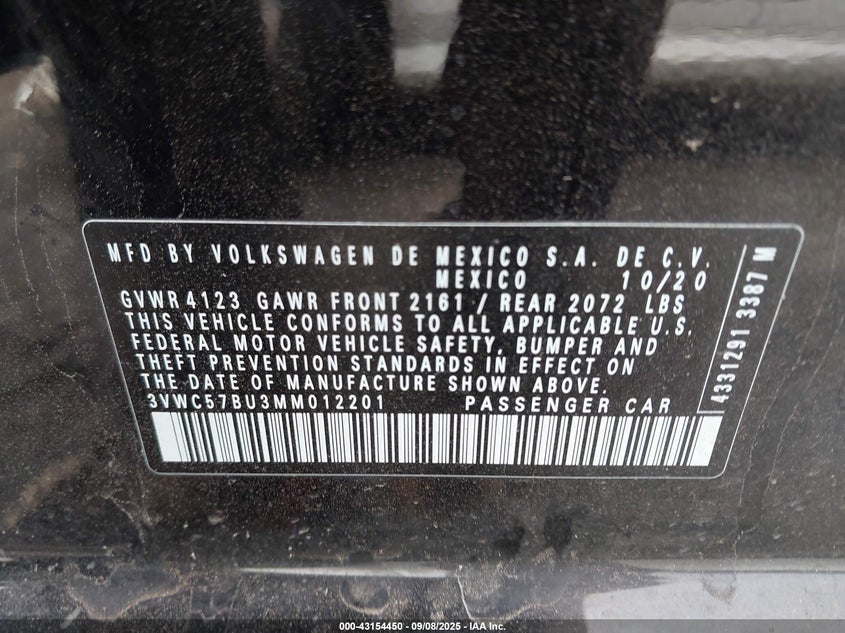 MFD BY VOLKSWAGEN DE MEXICO S.A. DE C.V.
MEXICO 10/20
GVWR 4123 GAWR FRONT 2161 / REAR 2072 LBS
THIS VEHICLE CONFORMS TO ALL APPLICABLE U.S.
FEDERAL MOTOR VEHICLE SAFETY, BUMPER AND
THEFT PREVENTION STANDARDS IN EFFECT ON
THE DATE OF MANUFACTURE SHOWN ABOVE.
3VWC57BU3MM012201 PASSENGER CAR
4331291 3387 M
000-43154450 | 09/08/2025 - IAA Inc.